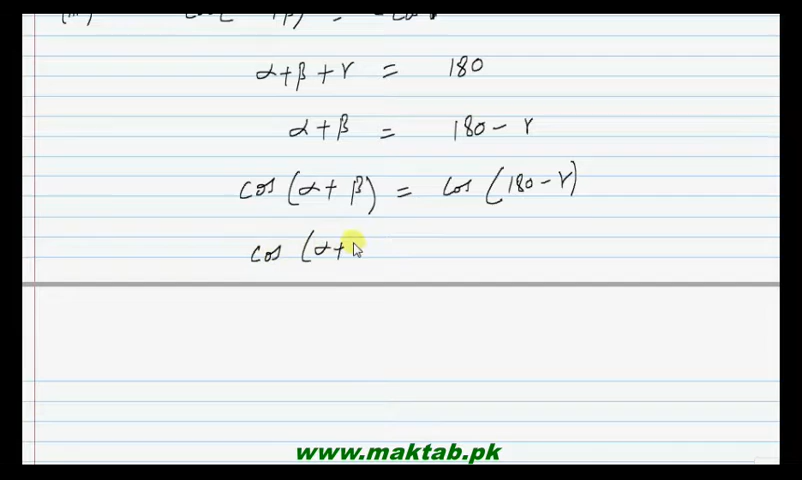 α+β+γ = 180
α+β = 180-γ
cos (α+β) = cos (180-γ)
cos (α+
www.maktab.pk